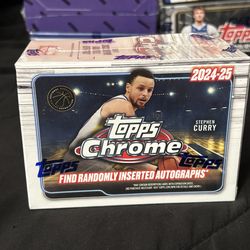 2024-25
STEPHEN
CURRY
TOPPS
Chrome
TOPPS TOPPS
FIND RANDOMLY INSERTED AUTOGRAPHS*